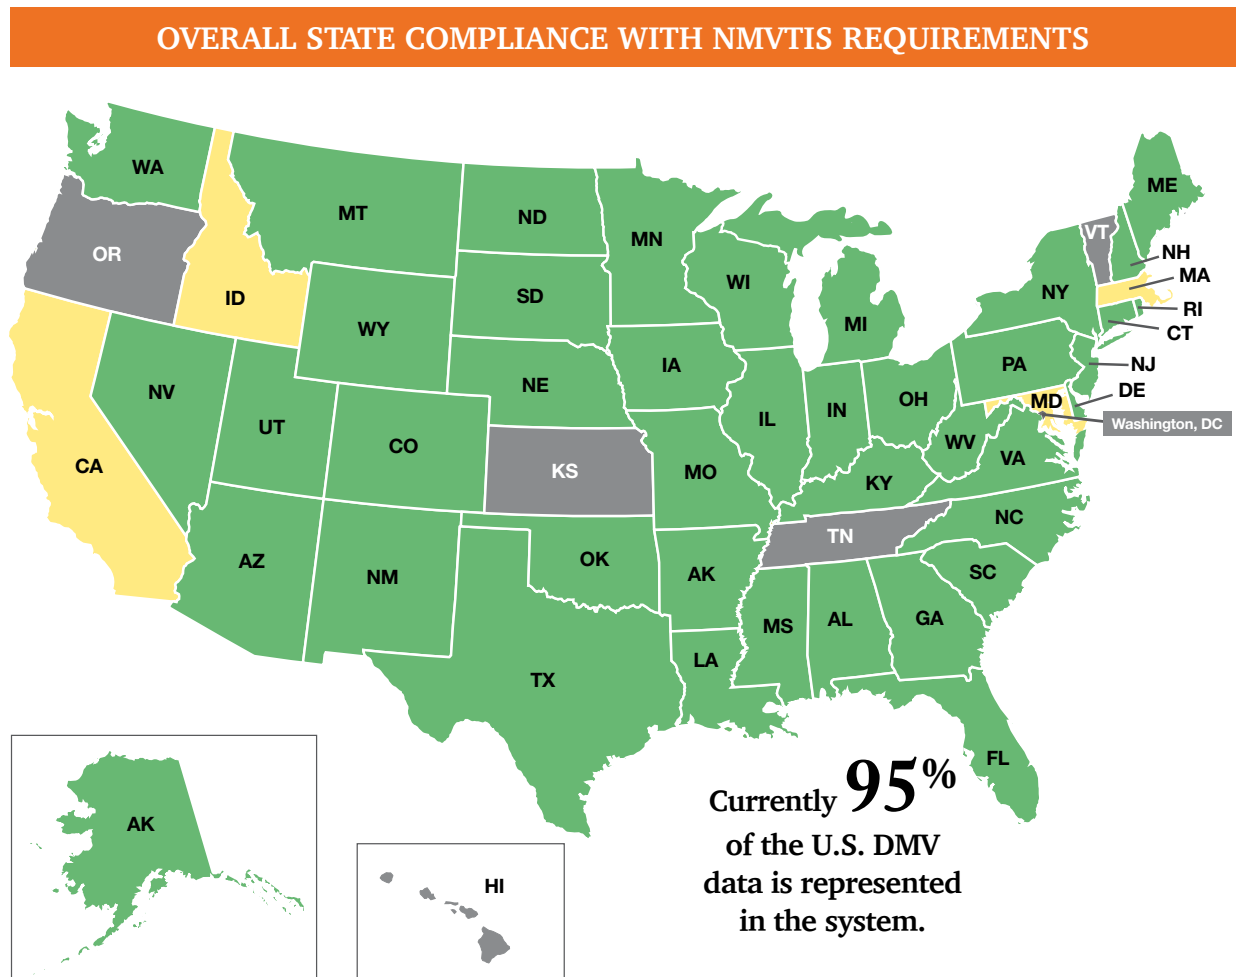 OVERALL STATE COMPLIANCE WITH NMVTIS REQUIREMENTS
WA
MT
ND
MN
ME
OR
ID
SD
WI
VT
NH
MA
WY
MI
NY
RI
CT
NV
NE
IA
PA
NJ
UT
CO
IL
IN
OH
DE
MD
Washington, DC
CA
KS
MO
WV
VA
KY
AZ
NM
OK
AK
TN
NC
SC
TX
LA
MS
AL
GA
FL
AK
HI
Currently 95%
of the U.S. DMV
data is represented
in the system.